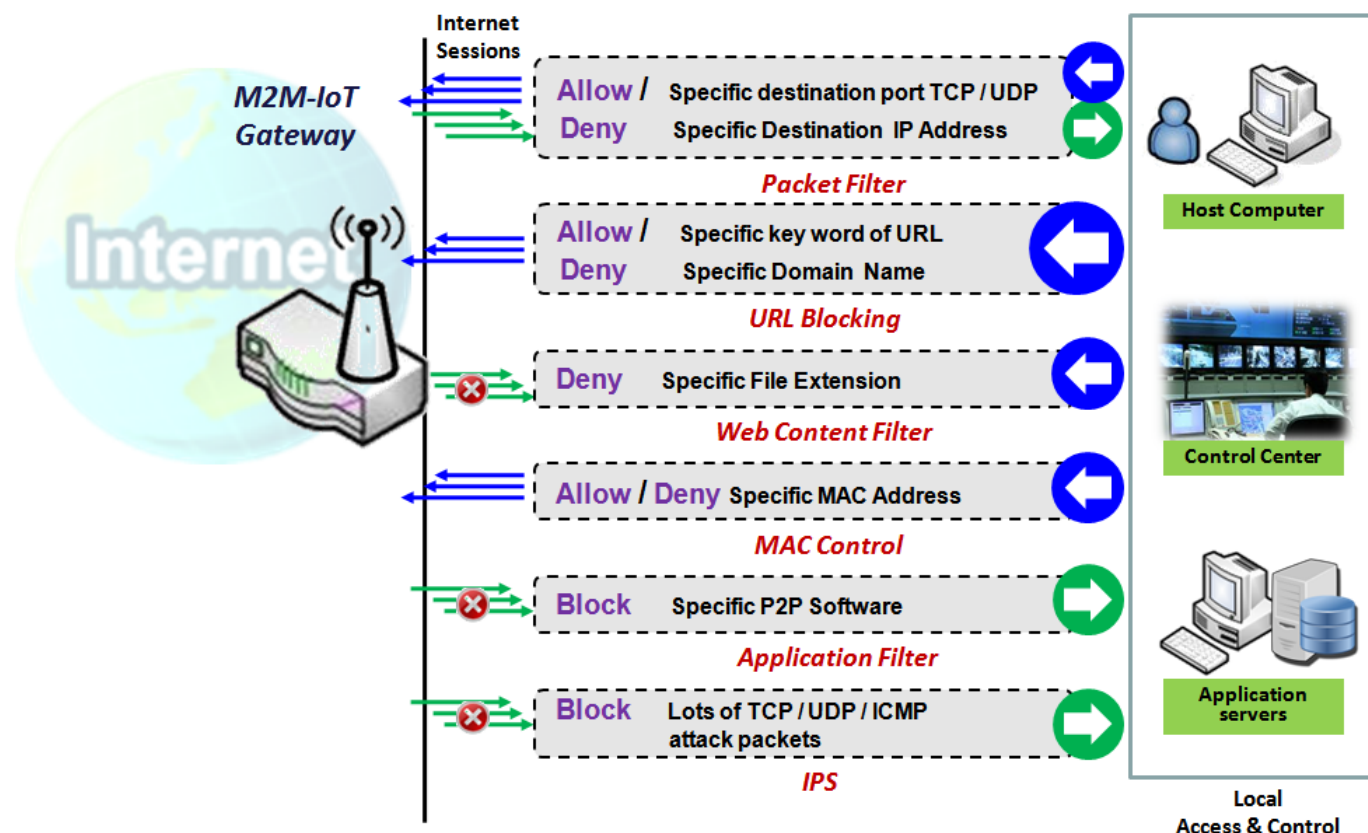 Internet
Sessions
M2M-IoT
Gateway
Internet
Allow / Specific destination port TCP / UDP
Deny Specific Destination IP Address
Packet Filter
Allow / Specific key word of URL
Deny Specific Domain Name
URL Blocking
Deny Specific File Extension
Web Content Filter
Allow / Deny Specific MAC Address
MAC Control
Block Specific P2P Software
Application Filter
Block Lots of TCP / UDP / ICMP
attack packets
IPS
Host Computer
Control Center
Application
servers
Local
Access & Control